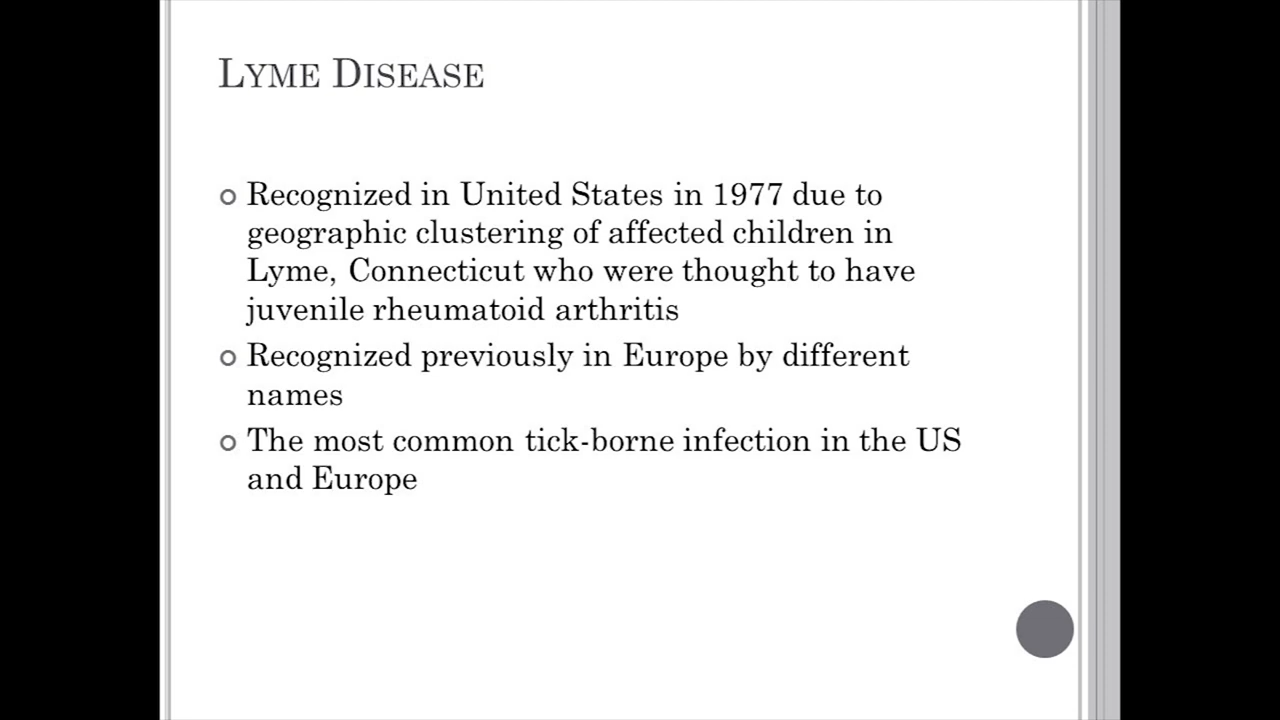 LYME DISEASE
Recognized in United States in 1977 due to
geographic clustering of affected children in
Lyme, Connecticut who were thought to have
juvenile rheumatoid arthritis
Recognized previously in Europe by different
names
The most common tick-borne infection in the US
and Europe